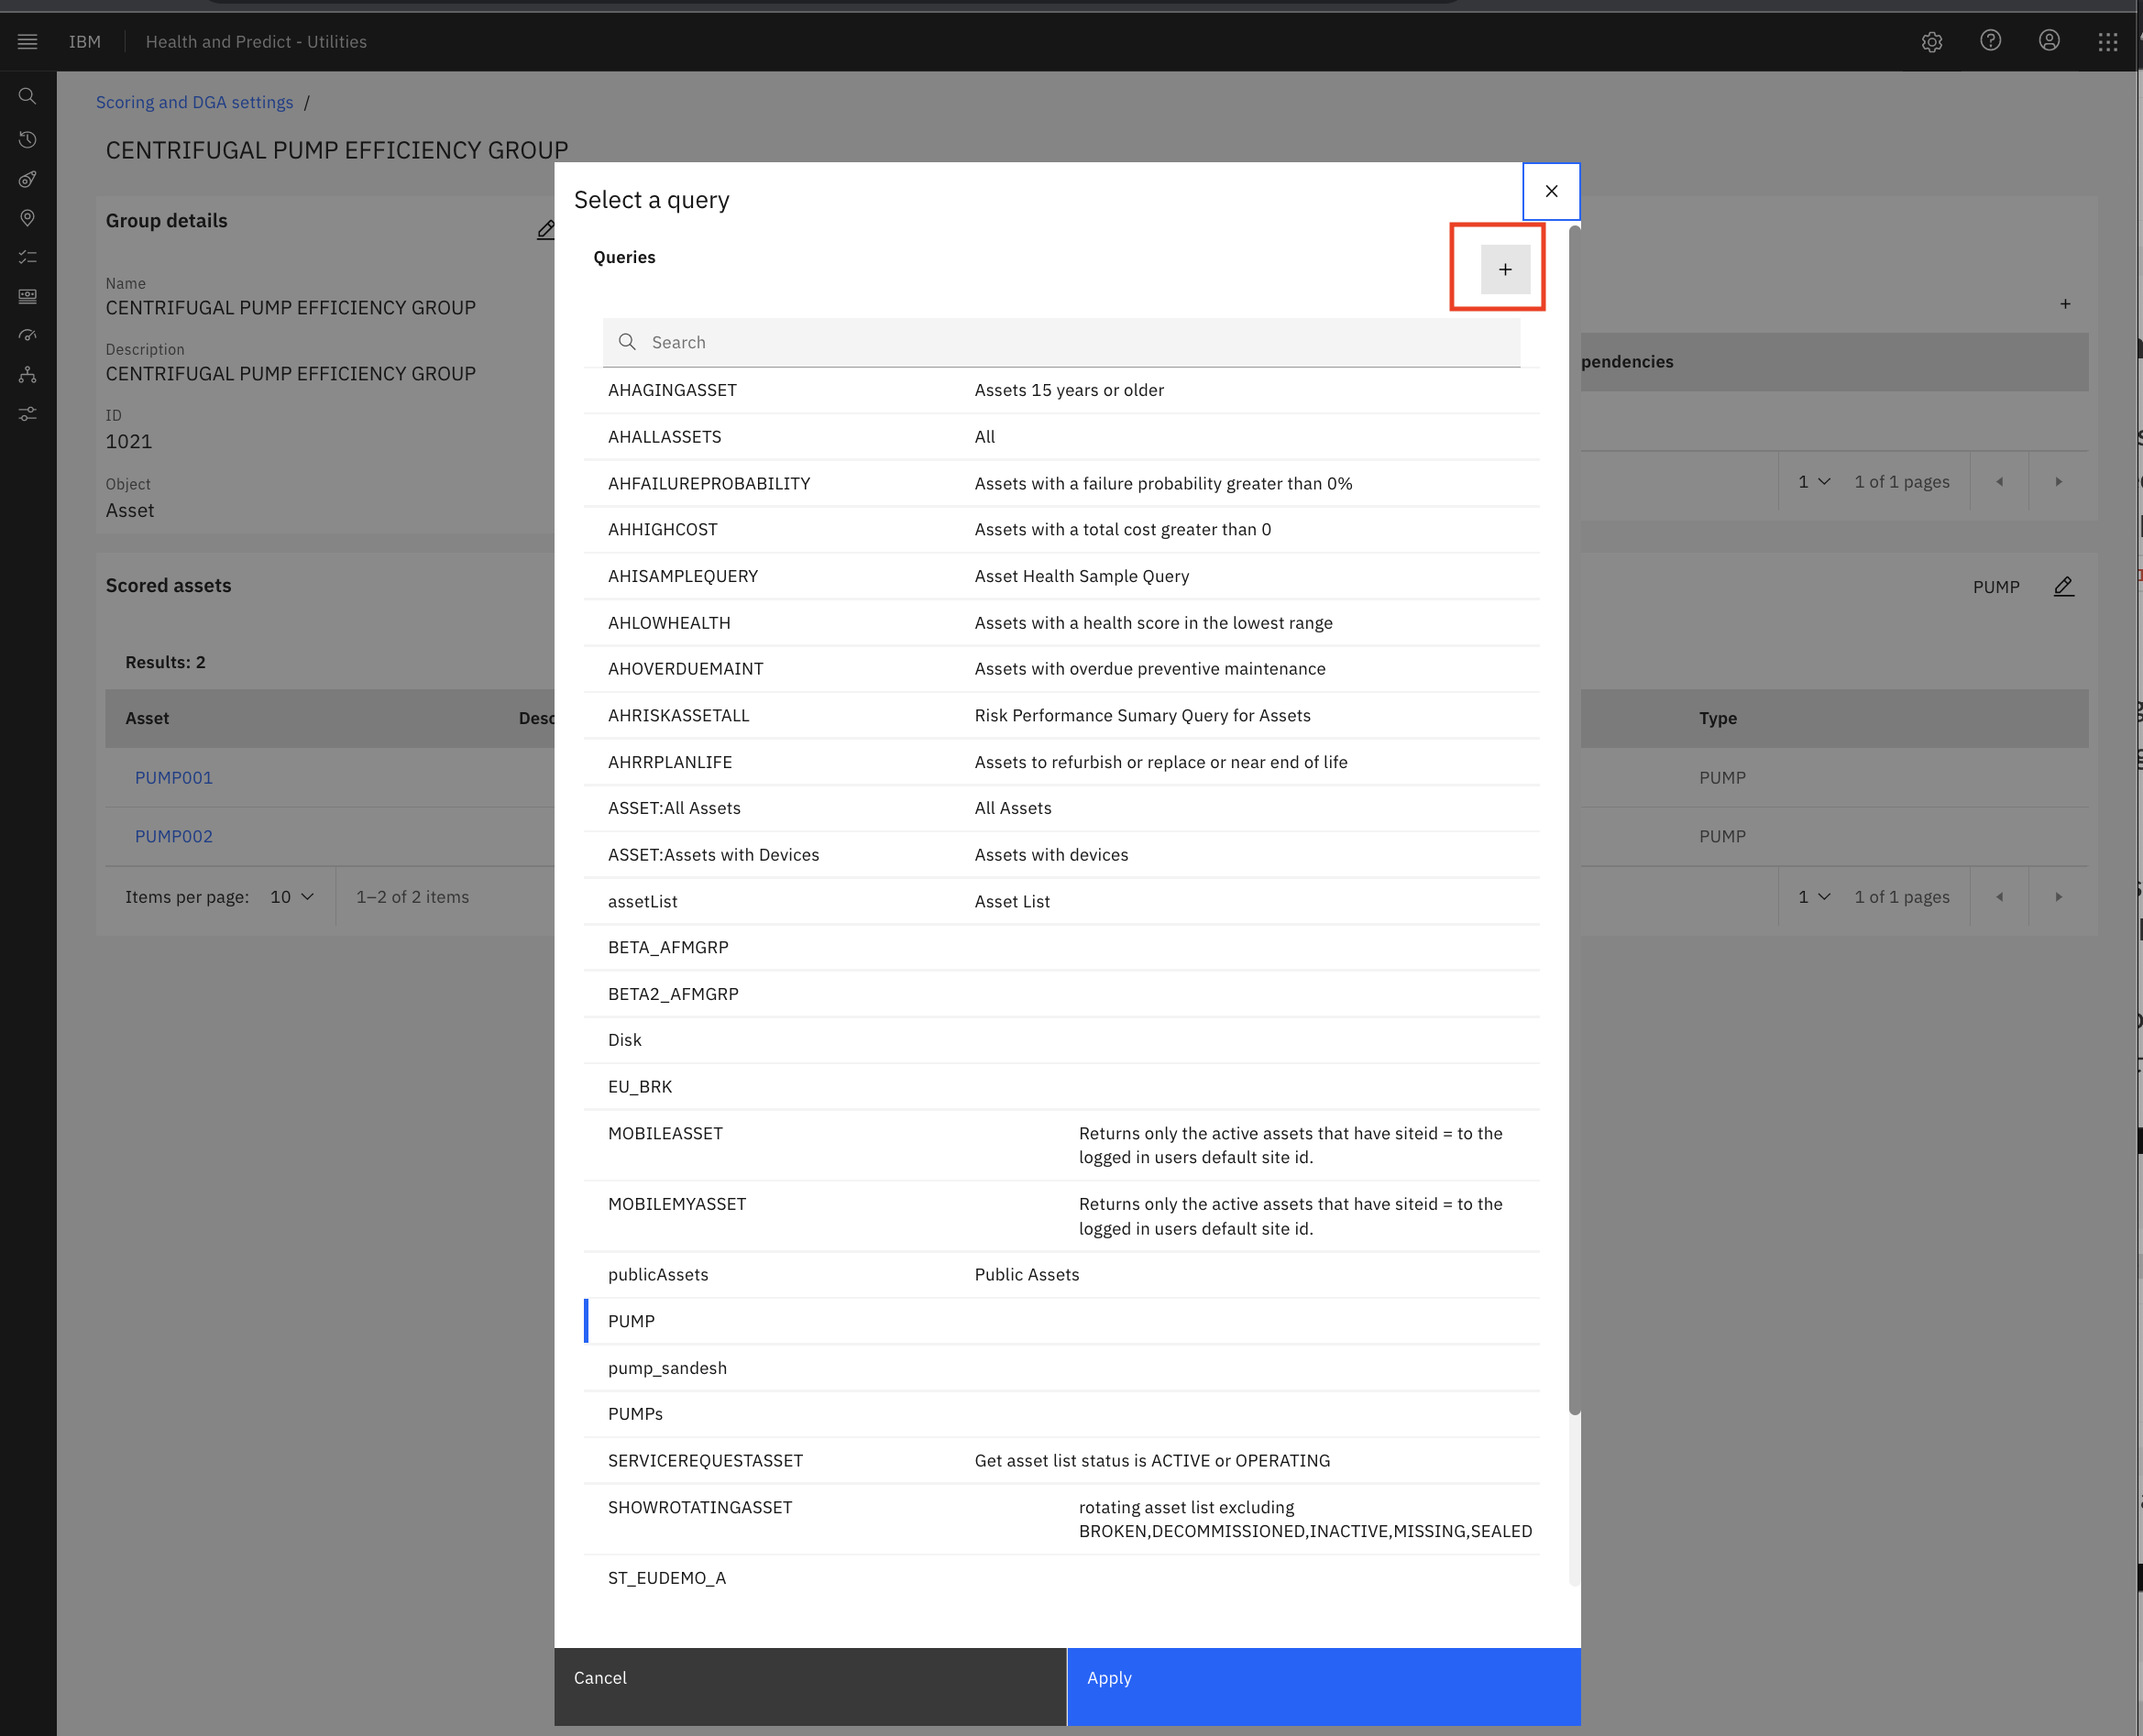 IBM
Health and Predict - Utilities
Scoring and DGA settings /
CENTRIFUGAL PUMP EFFICIENCY GROUP
Group details
Name
CENTRIFUGAL PUMP EFFICIENCY GROUP
Description
CENTRIFUGAL PUMP EFFICIENCY GROUP
ID
1021
Object
Asset
pendencies
1
1 of 1 pages
Scored assets
PUMP
Results: 2
Asset
Desc
Type
PUMP001
PUMP
PUMP002
PUMP
Items per page: 10
1–2 of 2 items
1
1 of 1 pages
Select a query
Queries
Search
AHAGINGASSET Assets 15 years or older
AHALLASSETS All
AHFAILUREPROBABILITY Assets with a failure probability greater than 0%
AHHIGHCOST Assets with a total cost greater than 0
AHISAMPLEQUERY Asset Health Sample Query
AHLOWHEALTH Assets with a health score in the lowest range
AHOVERDUEMAINT Assets with overdue preventive maintenance
AHRISKASSETALL Risk Performance Sumary Query for Assets
AHRRPLANLIFE Assets to refurbish or replace or near end of life
ASSET:All Assets All Assets
ASSET:Assets with Devices Assets with devices
assetList Asset List
BETA_AFMGRP
BETA2_AFMGRP
Disk
EU_BRK
MOBILEASSET Returns only the active assets that have siteid = to the
logged in users default site id.
MOBILEMYASSET Returns only the active assets that have siteid = to the
logged in users default site id.
publicAssets Public Assets
PUMP
pump_sandesh
PUMPs
SERVICEREQUESTASSET Get asset list status is ACTIVE or OPERATING
SHOWROTATINGASSET rotating asset list excluding
BROKEN,DECOMMISSIONED,INACTIVE,MISSING,SEALED
ST_EUDEMO_A
Cancel
Apply